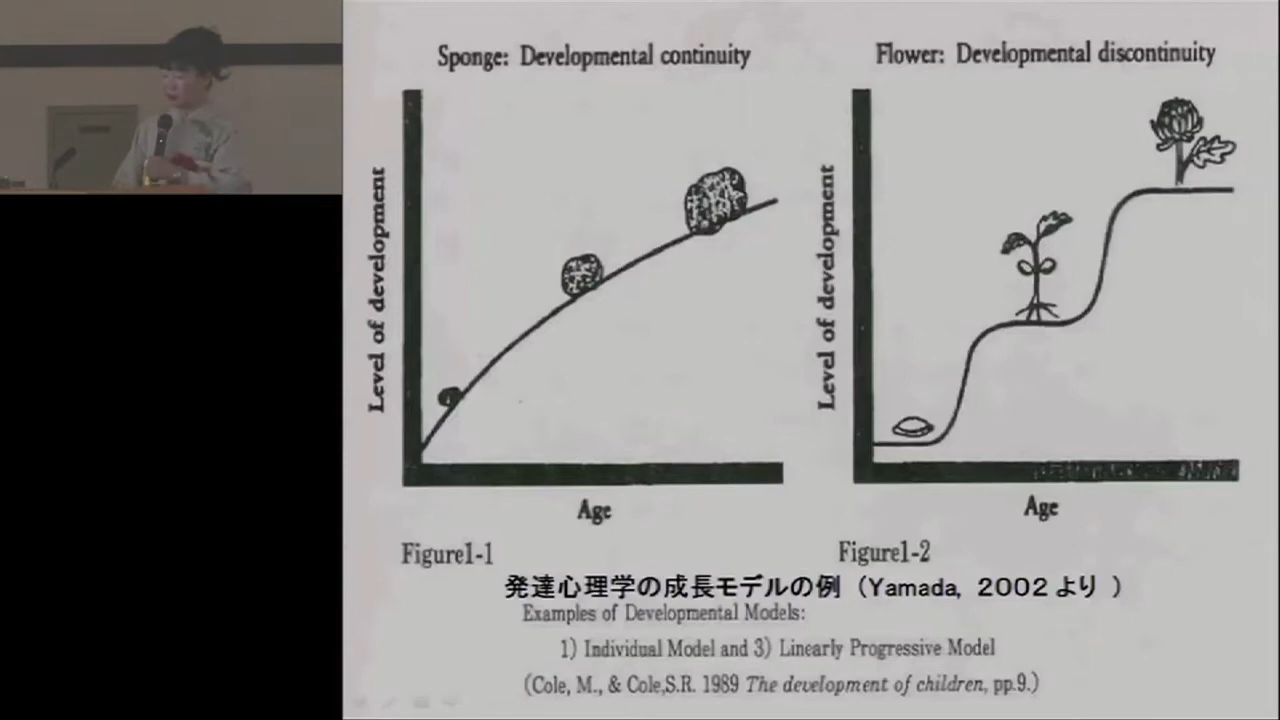 Sponge: Developmental continuity
Level of development
Age
Figure1-1
Flower: Developmental discontinuity
Level of development
Age
Figure1-2
発達心理学の成長モデルの例（Yamada, 2002より ）
Examples of Developmental Models:
1) Individual Model and 3) Linearly Progressive Model
(Cole, M., & Cole,S.R. 1989 The development of children, pp.9.)